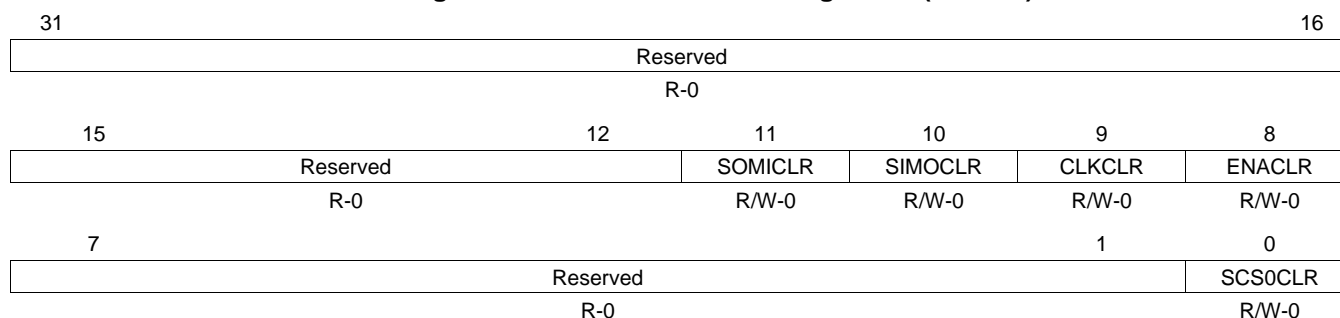 31 16
Reserved
R-0
15 12 11 10 9 8
Reserved SOMICLR SIMOCLR CLKCLR ENACLR
R-0 R/W-0 R/W-0 R/W-0 R/W-0
7 1 0
Reserved SCS0CLR
R-0 R/W-0